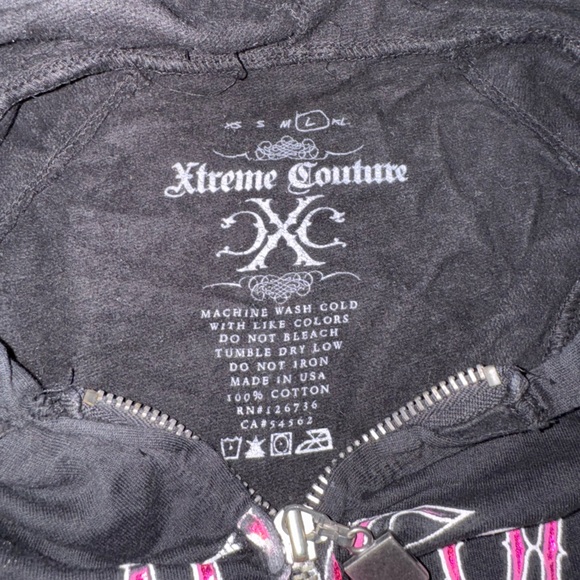 XS S M L XL
Xtreme Couture
XC
MACHINE WASH COLD
WITH LIKE COLORS
DO NOT BLEACH
TUMBLE DRY LOW
DO NOT IRON
MADE IN USA
100% COTTON
RN#126736
CA#54562